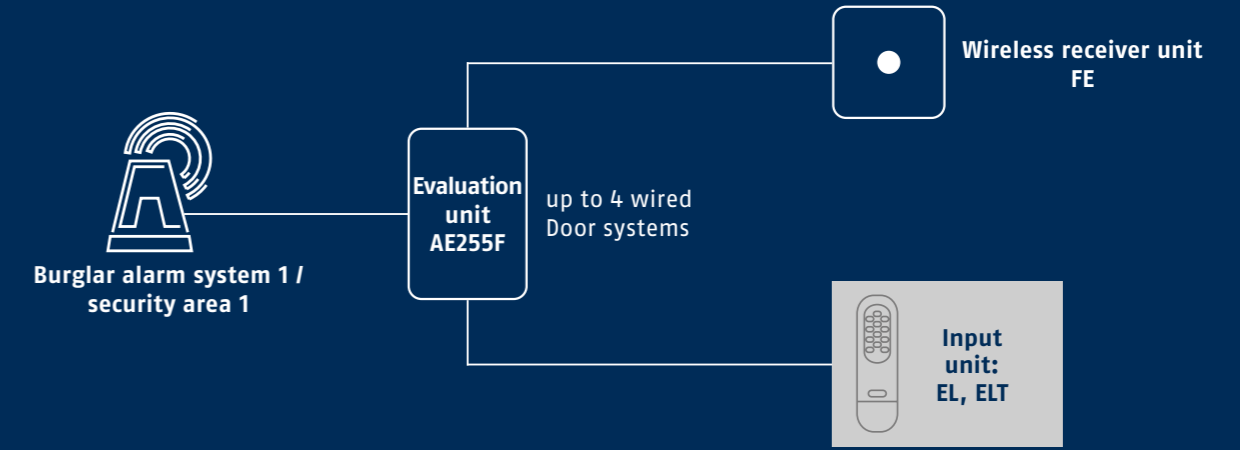 Wireless receiver unit
FE
Evaluation
unit
AE255F
up to 4 wired
Door systems
Burglar alarm system 1 /
security area 1
Input
unit:
EL, ELT